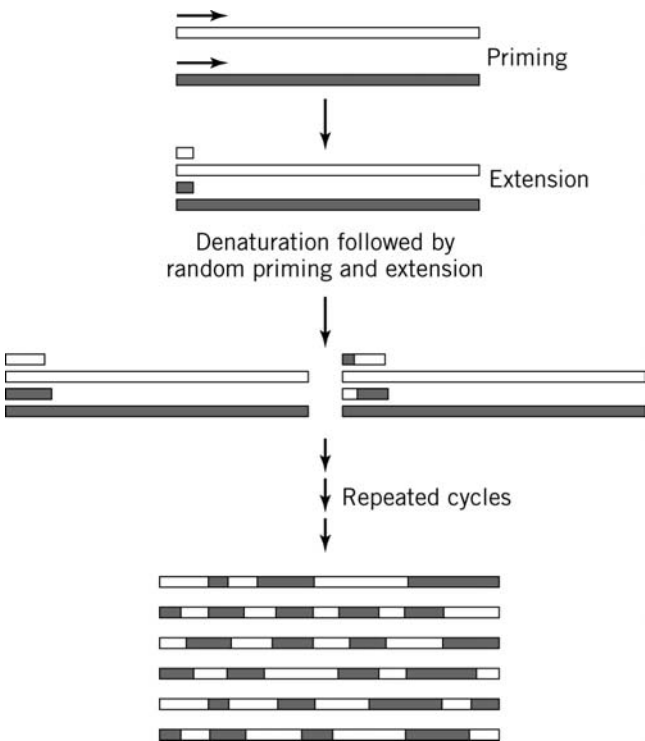 Priming
Extension
Denaturation followed by
random priming and extension
Repeated cycles